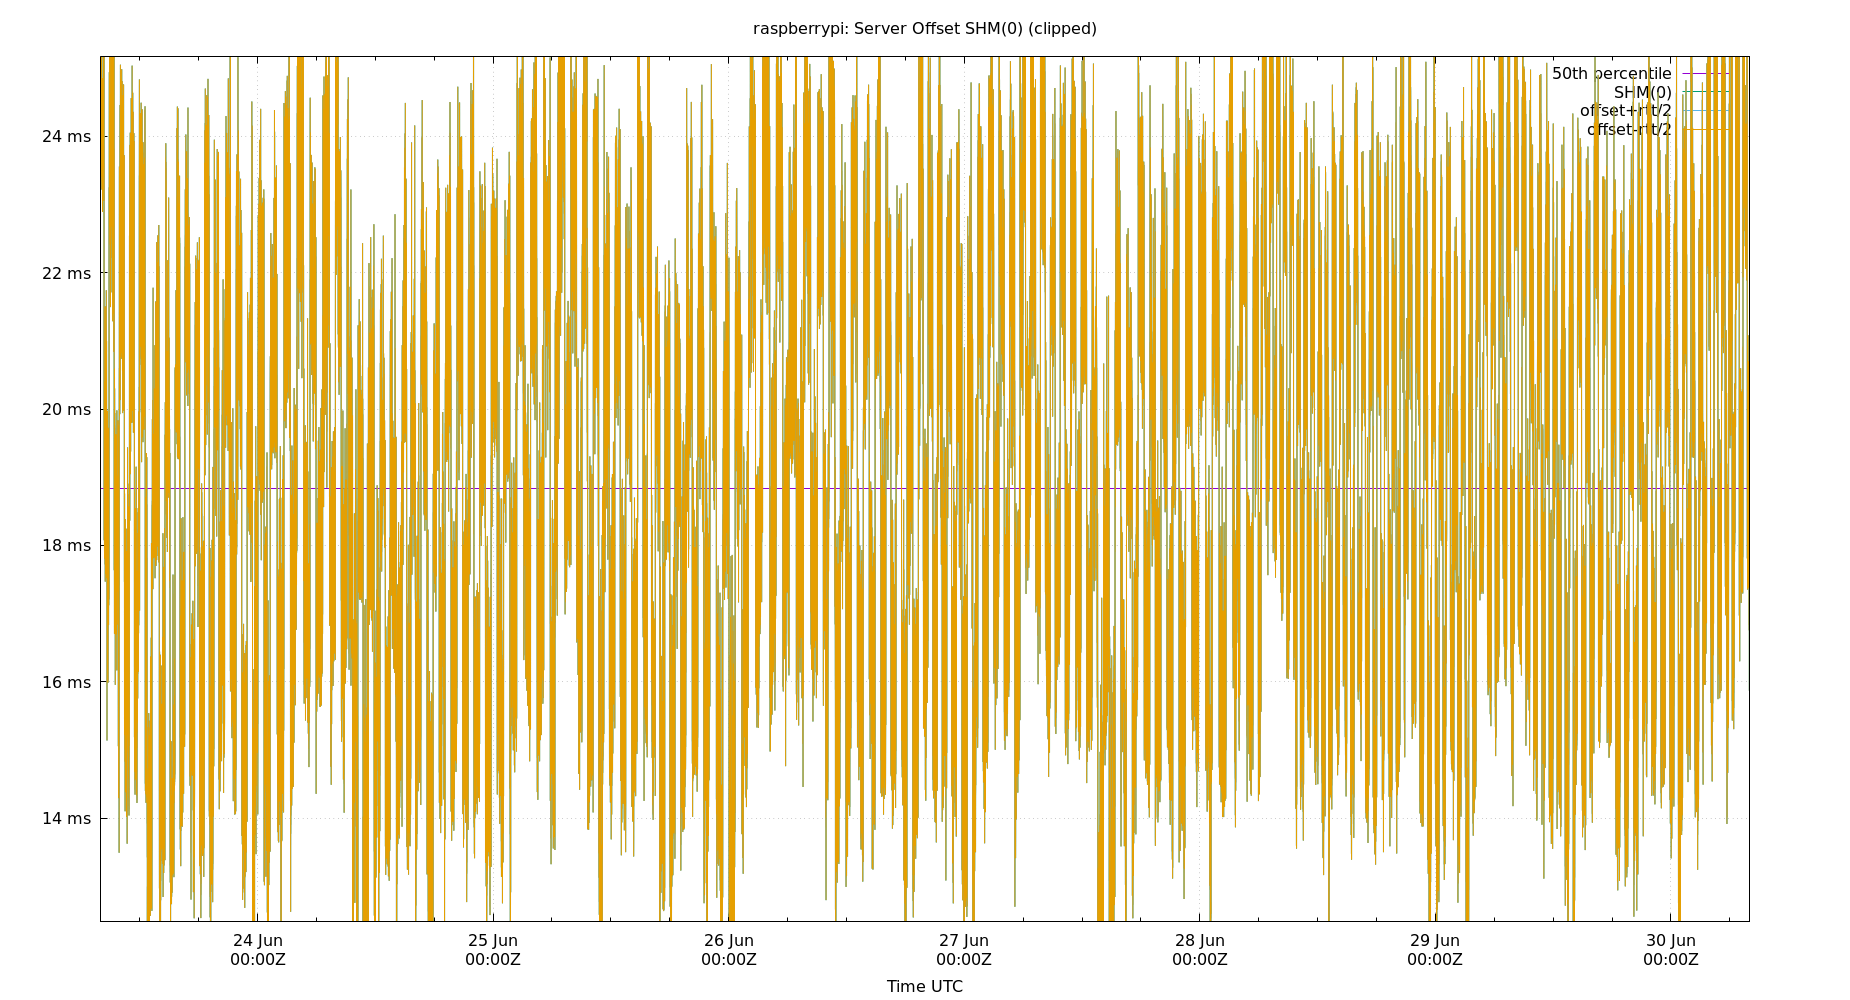 raspberrypi: Server Offset SHM(0) (clipped)
50th percentile
SHM(0)
offset+rtt/2
offset-rtt/2
24 ms
22 ms
20 ms
18 ms
16 ms
14 ms
24 Jun 25 Jun 26 Jun 27 Jun 28 Jun 29 Jun 30 Jun
00:00Z 00:00Z 00:00Z 00:00Z 00:00Z 00:00Z 00:00Z
Time UTC